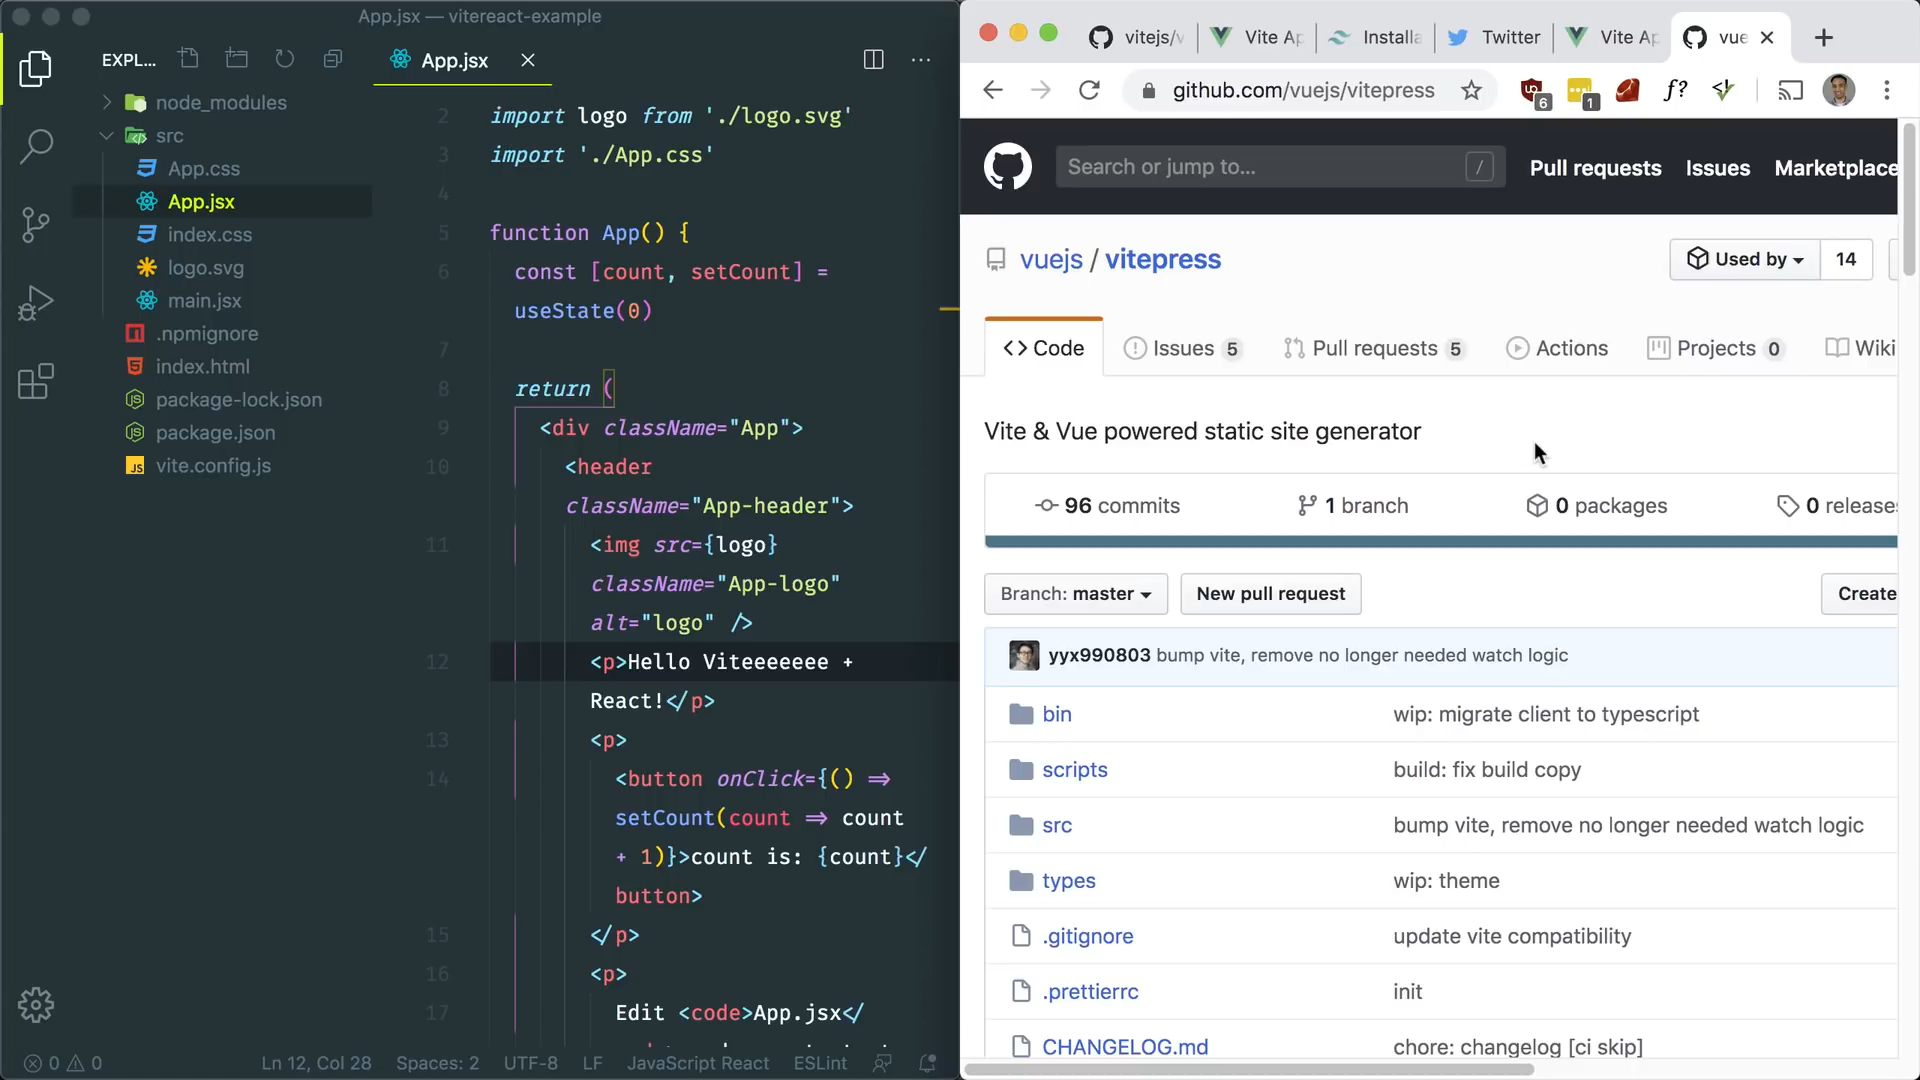 App.jsx — vitereact-example
EXPL...
node_modules
src
App.css
App.jsx
index.css
logo.svg
main.jsx
.npmignore
index.html
package-lock.json
package.json
vite.config.js
App.jsx
2 import logo from './logo.svg'
3 import './App.css'
4
5 function App() {
6 const [count, setCount] =
useState(0)
7
8 return (
9 <div className="App">
10 <header
className="App-header">
11 <img src={logo}
className="App-logo"
alt="logo" />
12 <p>Hello Viteeeeeee +
React!</p>
13 <p>
14 <button onClick={() =>
setCount(count => count
+ 1)}>count is: {count}</
button>
15 </p>
16 <p>
17 Edit <code>App.jsx</
0 0
Ln 12, Col 28
Spaces: 2
UTF-8
LF
JavaScript React
ESLint
vitejs/v
Vite Ap
Installa
Twitter
Vite Ap
vue
github.com/vuejs/vitepress
6
1
f?
Search or jump to...
/
Pull requests
Issues
Marketplace
vuejs / vitepress
Used by
14
Code
Issues 5
Pull requests 5
Actions
Projects 0
Wiki
Vite & Vue powered static site generator
96 commits
1 branch
0 packages
0 releases
Branch: master
New pull request
Create
yyx990803 bump vite, remove no longer needed watch logic
bin wip: migrate client to typescript
scripts build: fix build copy
src bump vite, remove no longer needed watch logic
types wip: theme
.gitignore update vite compatibility
.prettierrc init
CHANGELOG.md chore: changelog [ci skip]